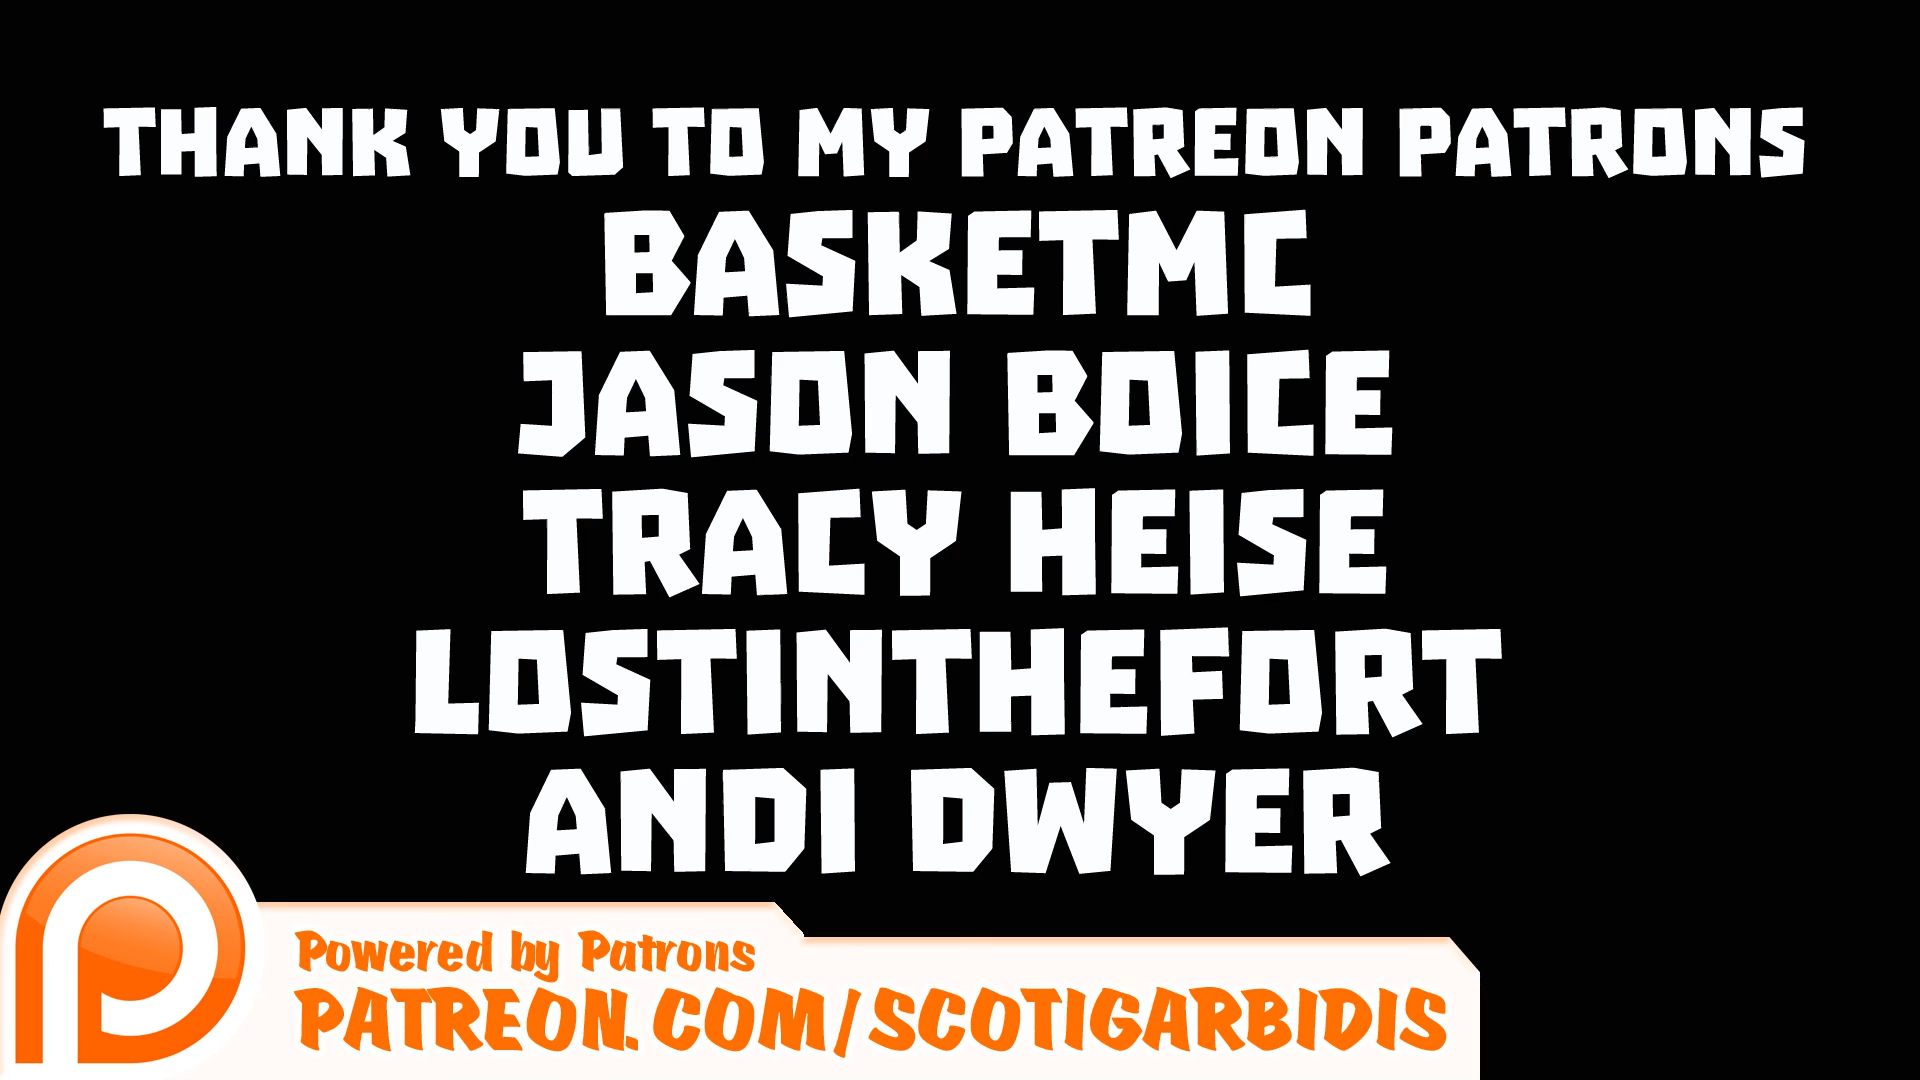 THANK YOU TO MY PATREON PATRONS
BASKETMC
JASON BOICE
TRACY HEISE
LOSTINTHEFORT
ANDI DWYER
Powered by Patrons
PATREON.COM/SCOTIGARBIDIS